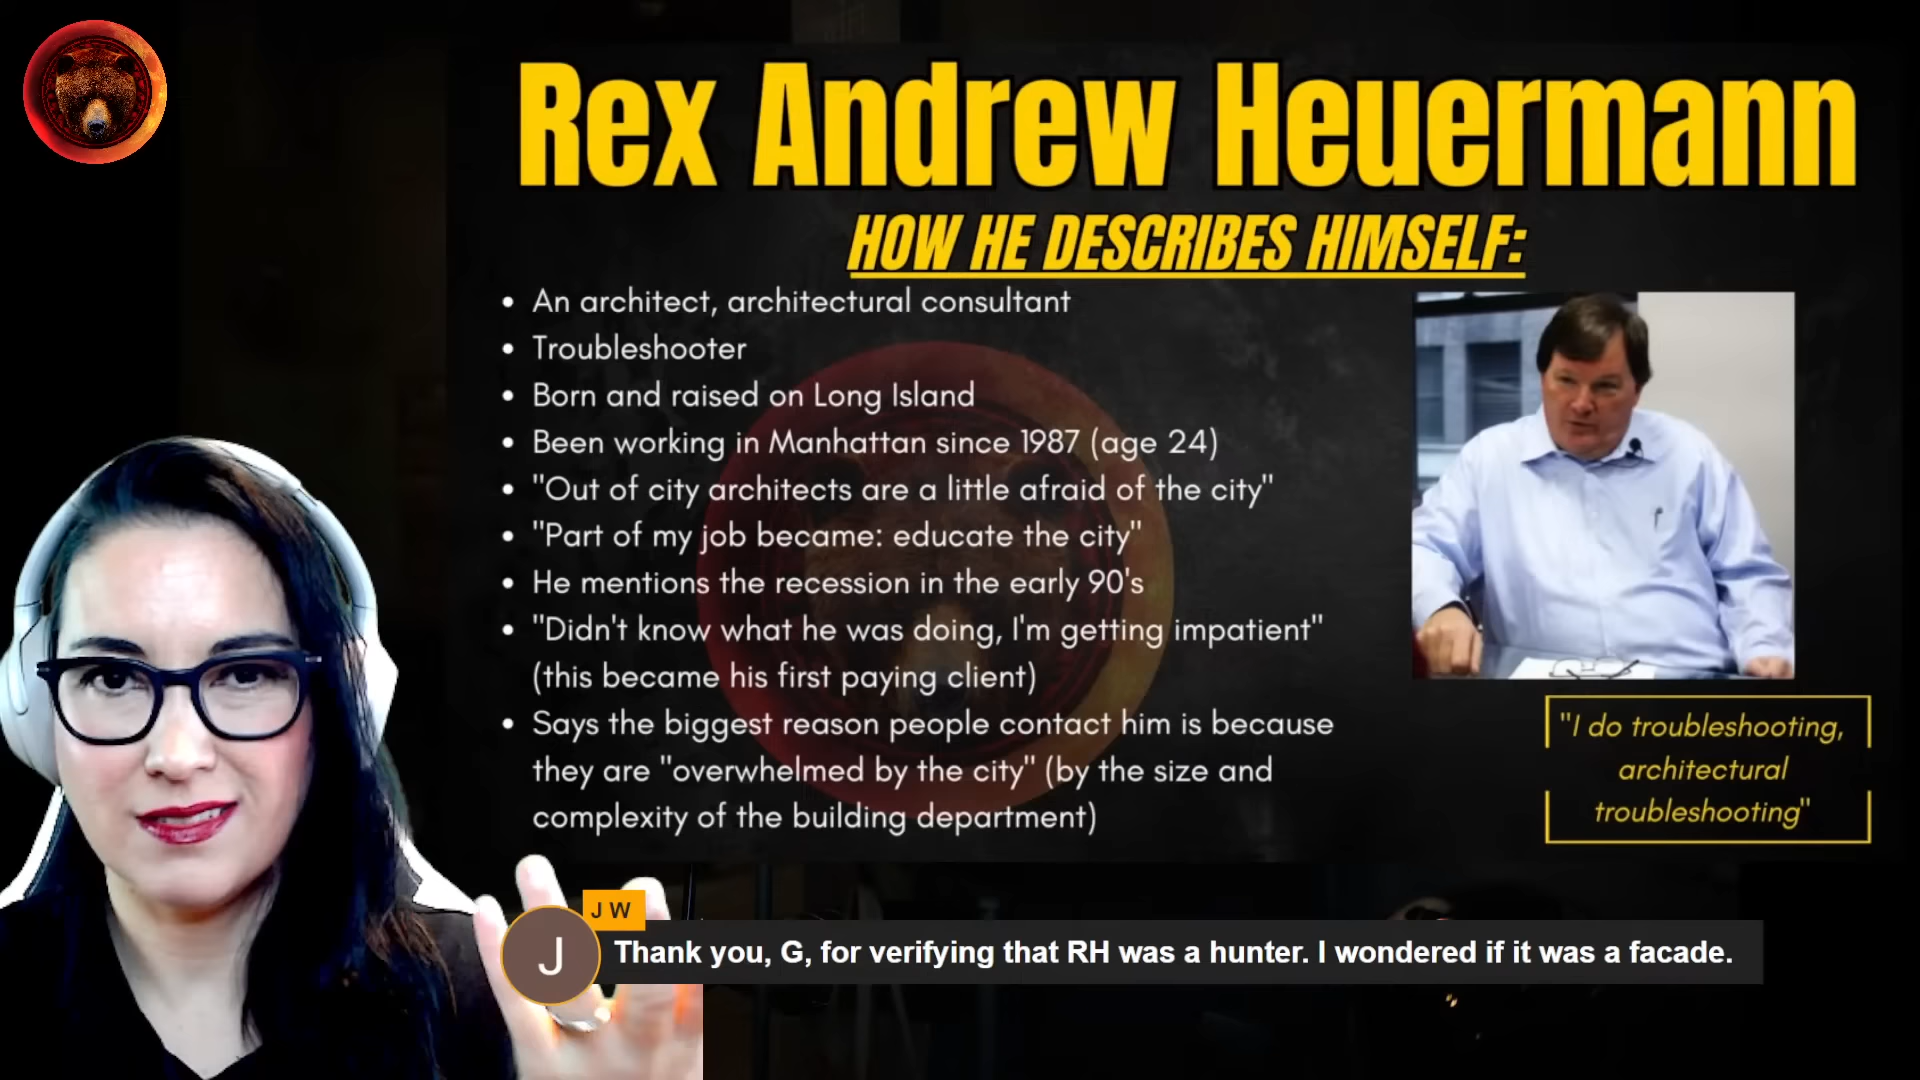 Rex Andrew Heuermann
HOW HE DESCRIBES HIMSELF:
• An architect, architectural consultant
• Troubleshooter
• Born and raised on Long Island
• Been working in Manhattan since 1987 (age 24)
• "Out of city architects are a little afraid of the city"
• "Part of my job became: educate the city"
• He mentions the recession in the early 90's
• "Didn't know what he was doing, I'm getting impatient"
(this became his first paying client)
• Says the biggest reason people contact him is because
they are "overwhelmed by the city" (by the size and
complexity of the building department)
"I do troubleshooting,
architectural
troubleshooting"
J W
J
Thank you, G, for verifying that RH was a hunter. I wondered if it was a facade.